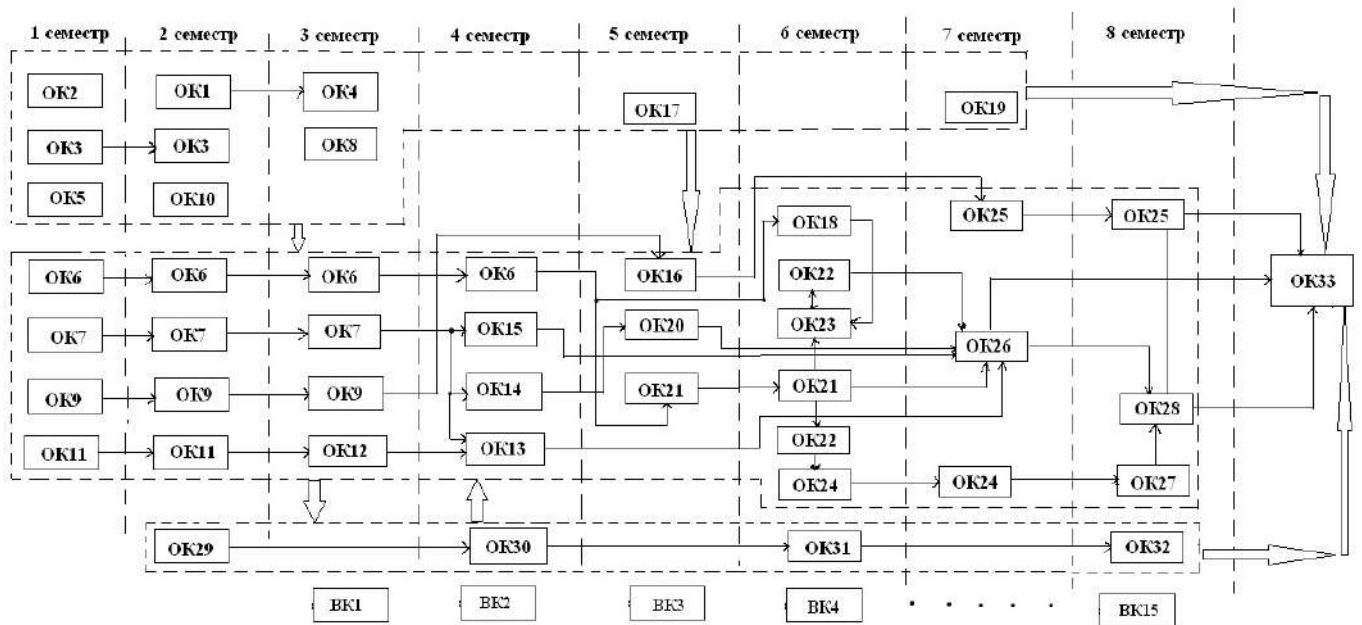 1 семестр 2 семестр 3 семестр 4 семестр 5 семестр 6 семестр 7 семестр 8 семестр
ОК2 ОК1 ОК4
ОК17 ОК19
ОК3 ОК3 ОК8
ОК5 ОК10
ОК25 ОК25
ОК18
ОК6 ОК6 ОК6 ОК6 ОК16 ОК22 ОК33
ОК7 ОК7 ОК7 ОК15 ОК20 ОК23
ОК26
ОК9 ОК9 ОК9 ОК14 ОК21 ОК21
ОК28
ОК11 ОК11 ОК12 ОК13 ОК22
ОК24 ОК24 ОК27
ОК29 ОК30 ОК31 ОК32
ВК1 ВК2 ВК3 ВК4 . . . . . ВК15